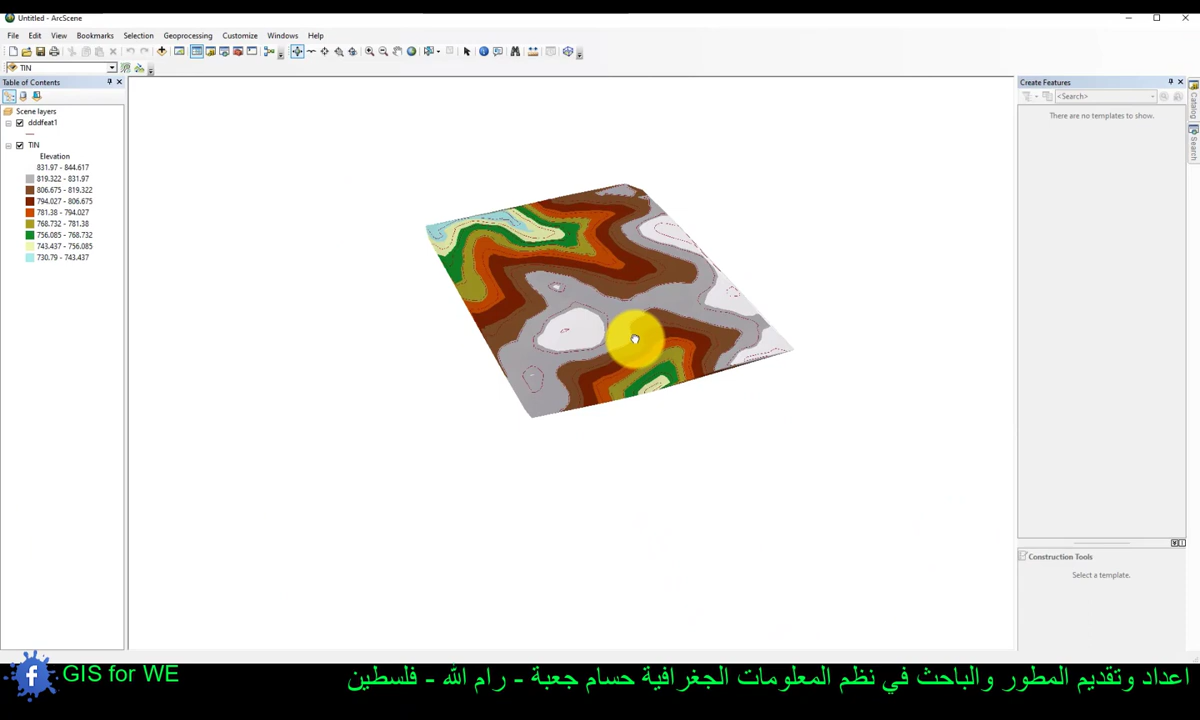 Untitled - ArcScene
File Edit View Bookmarks Selection Geoprocessing Customize Windows Help
TIN
Table of Contents
Scene layers
dddfeat1
TIN
Elevation
831.97 - 844.617
819.322 - 831.97
806.675 - 819.322
794.027 - 806.675
781.38 - 794.027
768.732 - 781.38
756.085 - 768.732
743.437 - 756.085
730.79 - 743.437
Create Features
<Search>
There are no templates to show.
Construction Tools
Select a template.
Catalog
Search
f GIS for WE
اعداد وتقديم المطور والباحث في نظم المعلومات الجغرافية حسام جعبة - رام الله - فلسطين